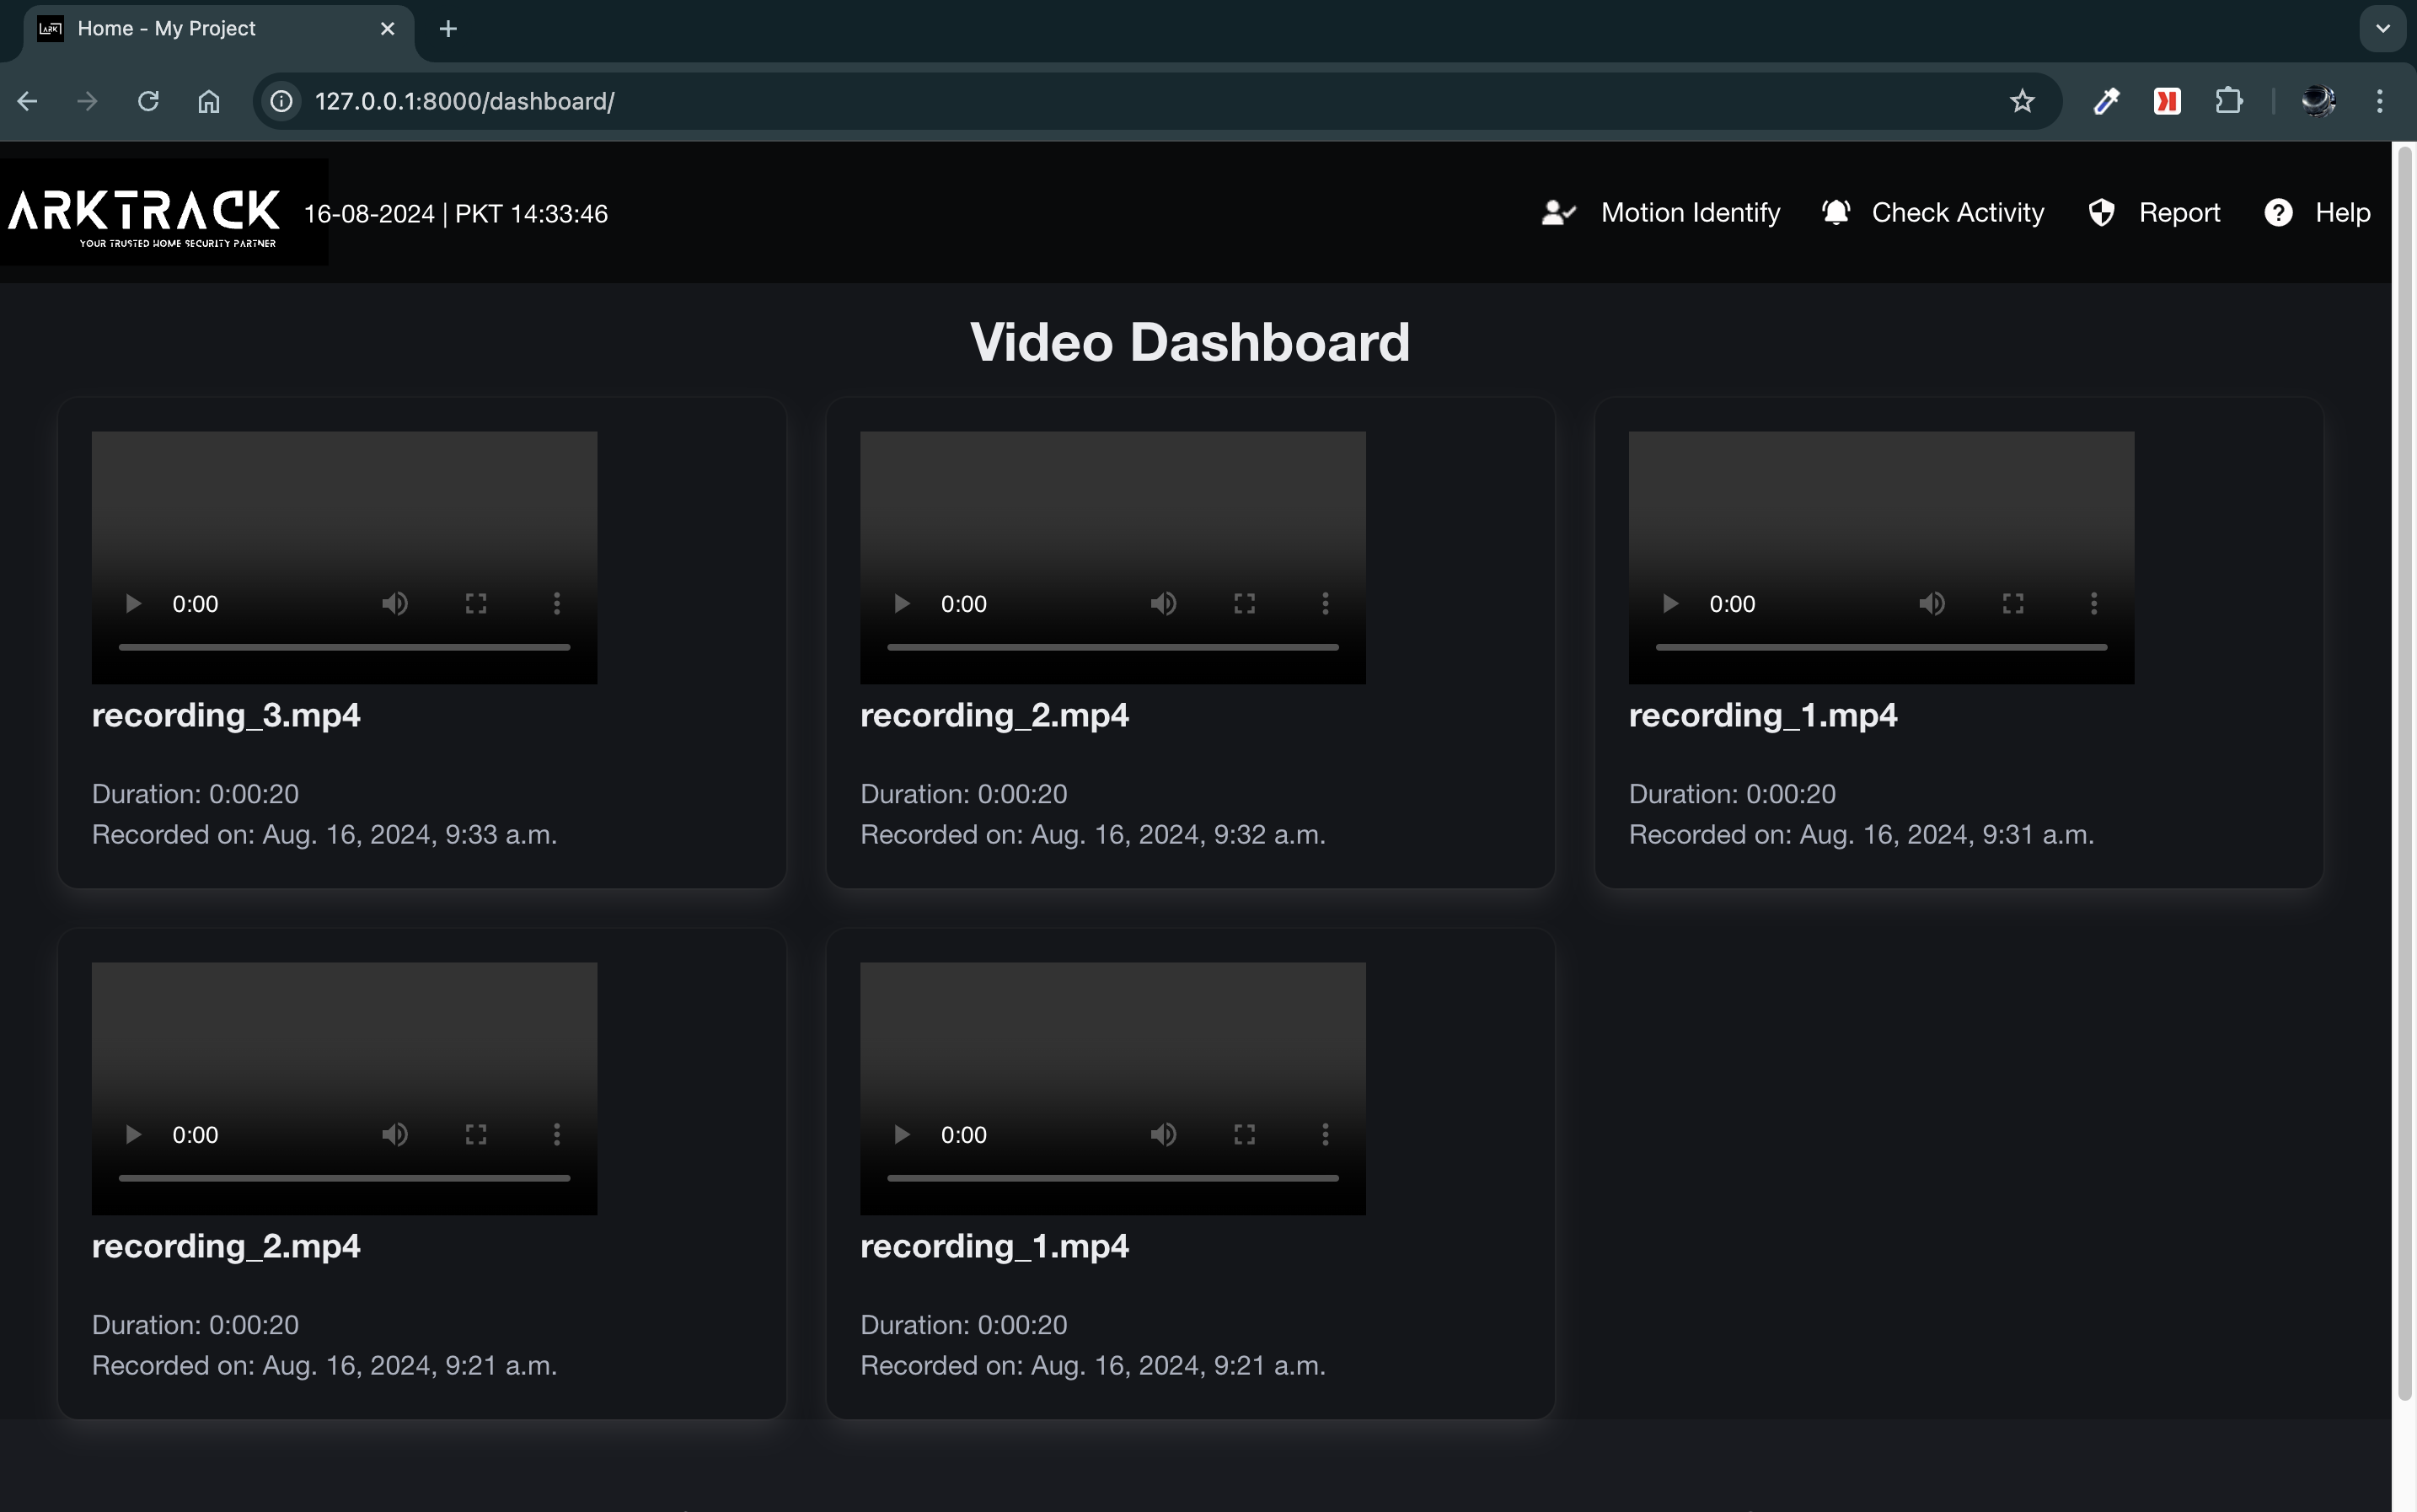 LARK
Home - My Project
127.0.0.1:8000/dashboard/
ARKTRACK
YOUR TRUSTED HOME SECURITY PARTNER
16-08-2024 | PKT 14:33:46
Motion Identify
Check Activity
Report
Help
Video Dashboard
0:00
recording_3.mp4
Duration: 0:00:20
Recorded on: Aug. 16, 2024, 9:33 a.m.
0:00
recording_2.mp4
Duration: 0:00:20
Recorded on: Aug. 16, 2024, 9:32 a.m.
0:00
recording_1.mp4
Duration: 0:00:20
Recorded on: Aug. 16, 2024, 9:31 a.m.
0:00
recording_2.mp4
Duration: 0:00:20
Recorded on: Aug. 16, 2024, 9:21 a.m.
0:00
recording_1.mp4
Duration: 0:00:20
Recorded on: Aug. 16, 2024, 9:21 a.m.